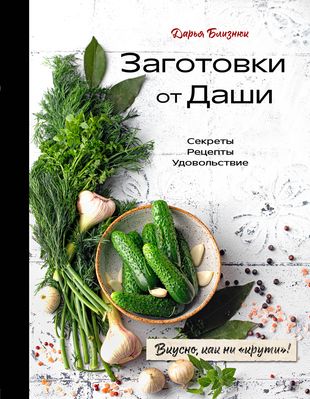 Дарья Близнюк
Заготовки
от Даши
Секреты
Рецепты
Удовольствие
Вкусно, как ни «крути»!